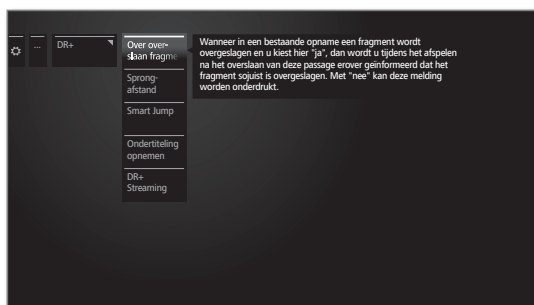 ...
DR+
Over over-
slaan fragme
Sprong-
afstand
Smart Jump
Ondertiteling
opnemen
DR+
Streaming
Wanneer in een bestaande opname een fragment wordt
overgeslagen en u kiest hier "ja", dan wordt u tijdens het afspelen
na het overslaan van deze passage erover geïnformeerd dat het
fragment sojuist is overgeslagen. Met "nee" kan deze melding
worden onderdrukt.